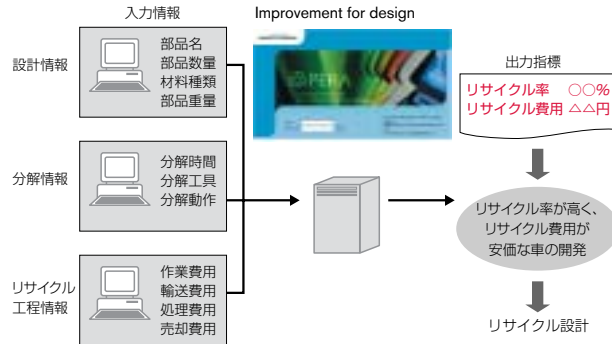 入力情報
Improvement for design
設計情報
部品名
部品数量
材料種類
部品重量
出力指標
リサイクル率 ○○%
リサイクル費用 △△円
分解情報
分解時間
分解工具
分解動作
リサイクル率が高く、
リサイクル費用が
安価な車の開発
リサイクル
工程情報
作業費用
輸送費用
処理費用
売却費用
リサイクル設計